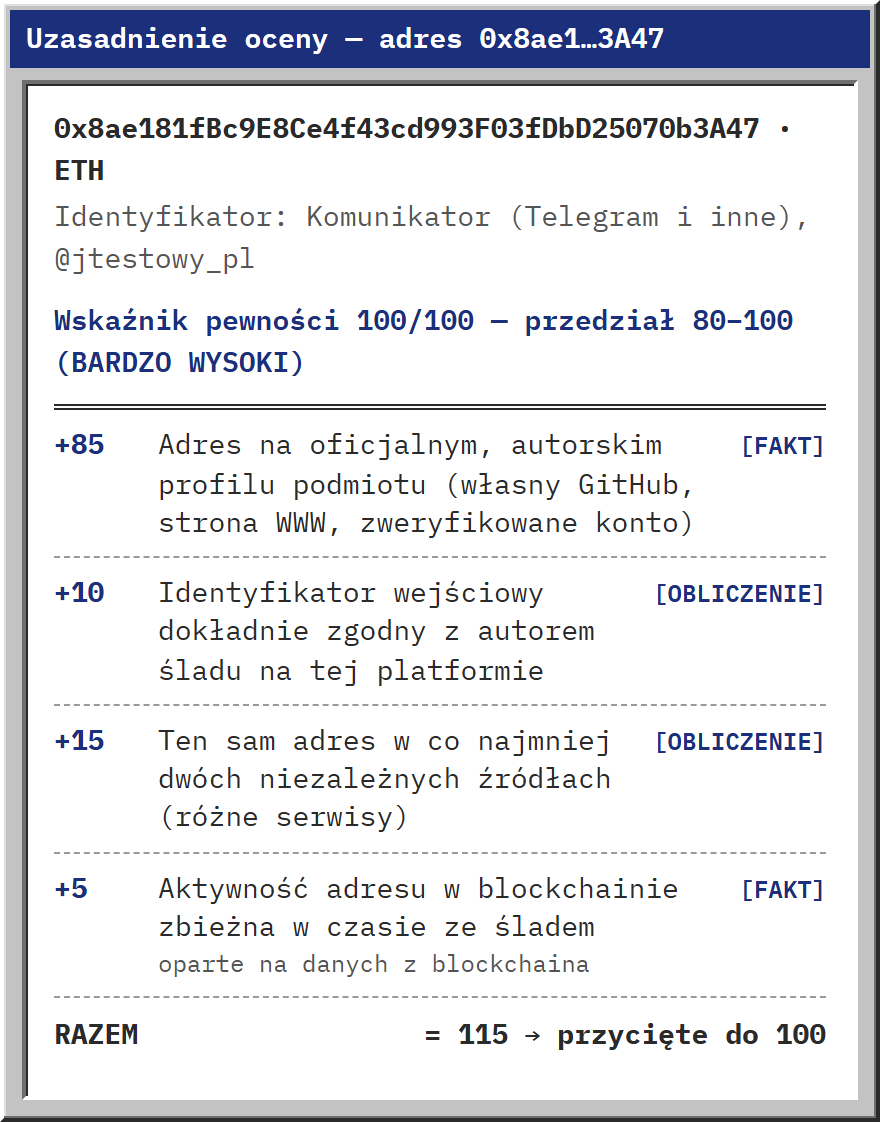 Uzasadnienie oceny — adres 0x8ae1…3A47
0x8ae181fBc9E8Ce4f43cd993F03fDbD25070b3A47 ·
ETH
Identyfikator: Komunikator (Telegram i inne),
@jtestowy_pl
Wskaźnik pewności 100/100 — przedział 80–100
(BARDZO WYSOKI)
+85 Adres na oficjalnym, autorskim [FAKT]
profilu podmiotu (własny GitHub,
strona WWW, zweryfikowane konto)
+10 Identyfikator wejściowy [OBLICZENIE]
dokładnie zgodny z autorem
śladu na tej platformie
+15 Ten sam adres w co najmniej [OBLICZENIE]
dwóch niezależnych źródłach
(różne serwisy)
+5 Aktywność adresu w blockchainie [FAKT]
zbieżna w czasie ze śladem
oparte na danych z blockchaina
RAZEM = 115 → przycięte do 100